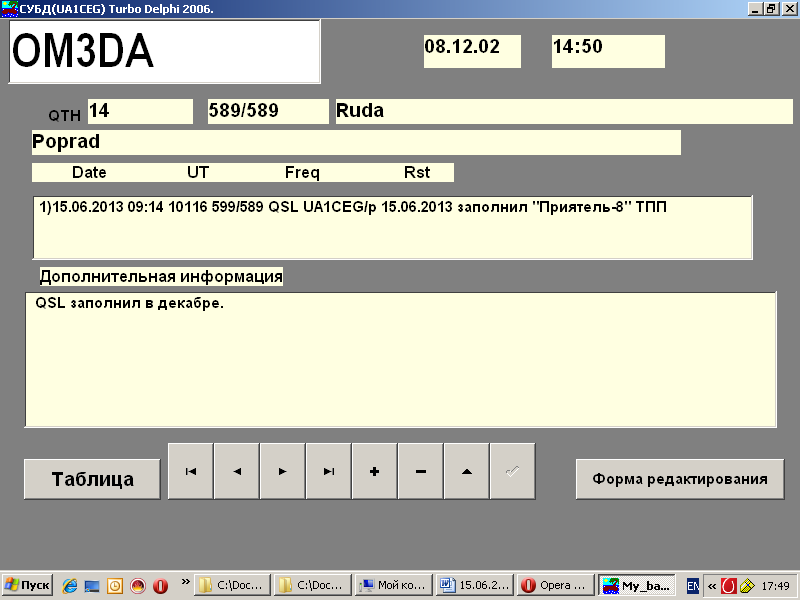 СУБД(UA1CEG) Turbo Delphi 2006.
OM3DA
08.12.02 14:50
QTH 14 589/589 Ruda
Poprad
Date UT Freq Rst
1)15.06.2013 09:14 10116 599/589 QSL UA1CEG/p 15.06.2013 заполнил "Приятель-8" ТПП
Дополнительная информация
QSL заполнил в декабре.
Таблица Форма редактирования
Пуск » C:\Doc... C:\Doc... Мой ко... 15.06.2... Opera ... My_ba... EN « 17:49